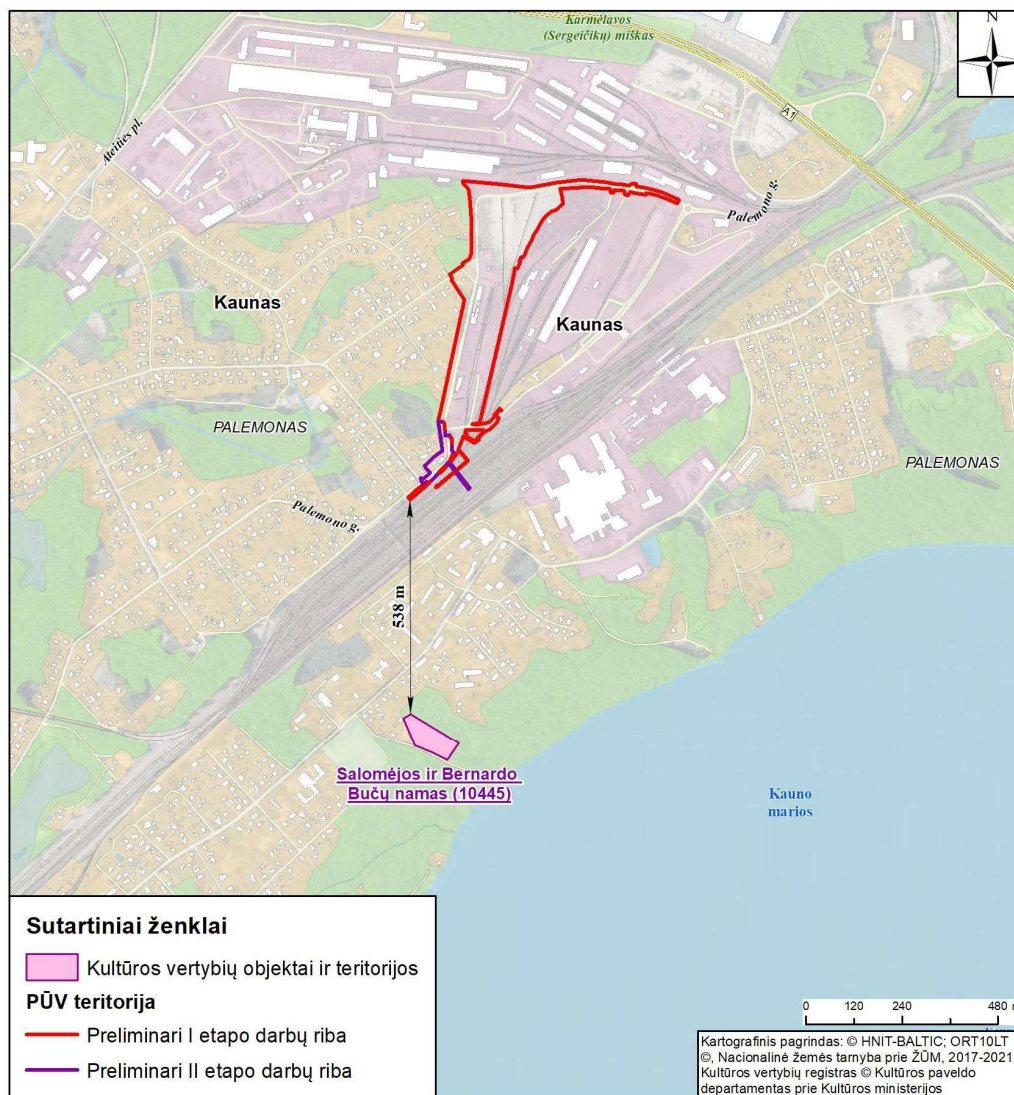 Karmėlavos
(Sergeičikų) miškas
N
A1
Ateities pl.
Palemono g.
Kaunas
Kaunas
PALEMONAS
PALEMONAS
Palemono g.
538 m
Salomėjos ir Bernardo
Bučų namas (10445)
Kauno
marios
Sutartiniai ženklai
Kultūros vertybių objektai ir teritorijos
PŪV teritorija
Preliminari I etapo darbų riba
Preliminari II etapo darbų riba
0 120 240 480 m
Kartografinis pagrindas: © HNIT-BALTIC; ORT10LT
©, Nacionalinė žemės tarnyba prie ŽŪM, 2017-2021
Kultūros vertybių registras © Kultūros paveldo
departamentas prie Kultūros ministerijos